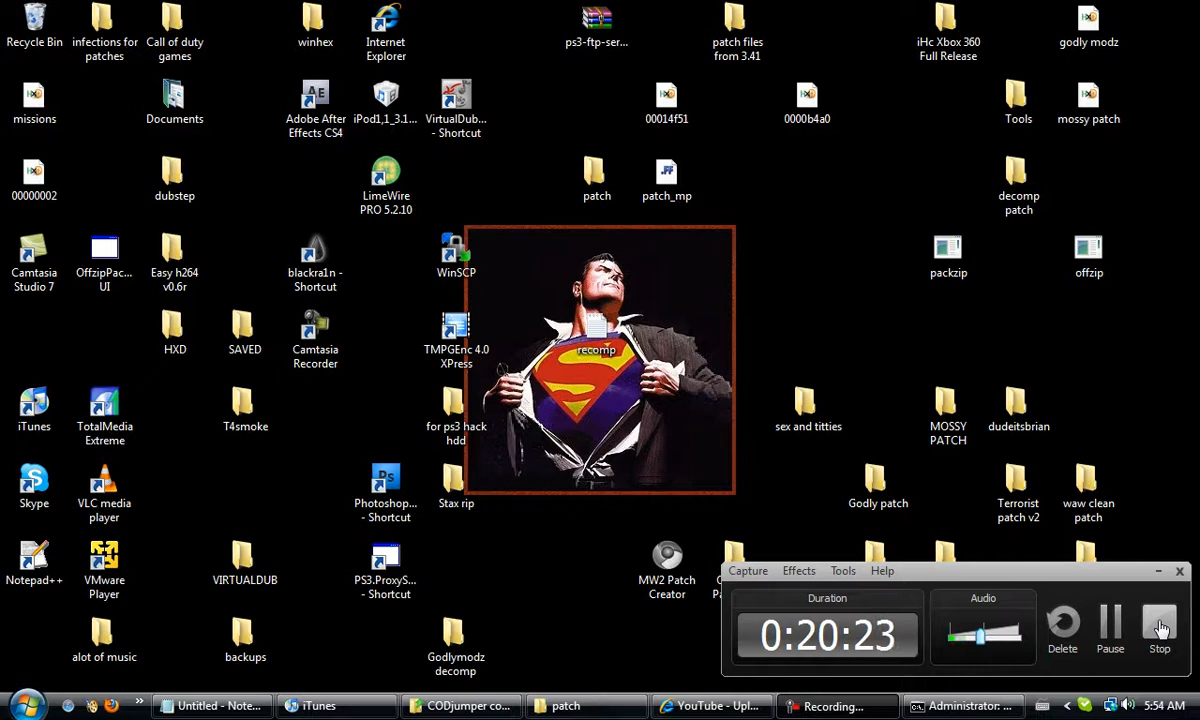 Recycle Bin
infections for
patches
Call of duty
games
winhex
Internet
Explorer
ps3-ftp-ser...
patch files
from 3.41
iHc Xbox 360
Full Release
godly modz
missions
Documents
Adobe After
Effects CS4
iPod1,1_3.1...
VirtualDub...
- Shortcut
00014f51
0000b4a0
Tools
mossy patch
00000002
dubstep
LimeWire
PRO 5.2.10
patch
patch_mp
decomp
patch
Camtasia
Studio 7
OffzipPac...
UI
Easy h264
v0.6r
blackra1n -
Shortcut
WinSCP
packzip
offzip
HXD
SAVED
Camtasia
Recorder
TMPGEnc 4.0
XPress
recomp
iTunes
TotalMedia
Extreme
T4smoke
for ps3 hack
hdd
sex and titties
MOSSY
PATCH
dudeitsbrian
Skype
VLC media
player
Photoshop...
- Shortcut
Stax rip
Godly patch
Terrorist
patch v2
waw clean
patch
Notepad++
VMware
Player
VIRTUALDUB
PS3.ProxyS...
- Shortcut
MW2 Patch
Creator
alot of music
backups
Godlymodz
decomp
Capture Effects Tools Help
Duration
Audio
0:20:23
Delete Pause Stop
Untitled - Note...
iTunes
CODjumper co...
patch
YouTube - Upl...
Recording...
Administrator: ...
5:54 AM